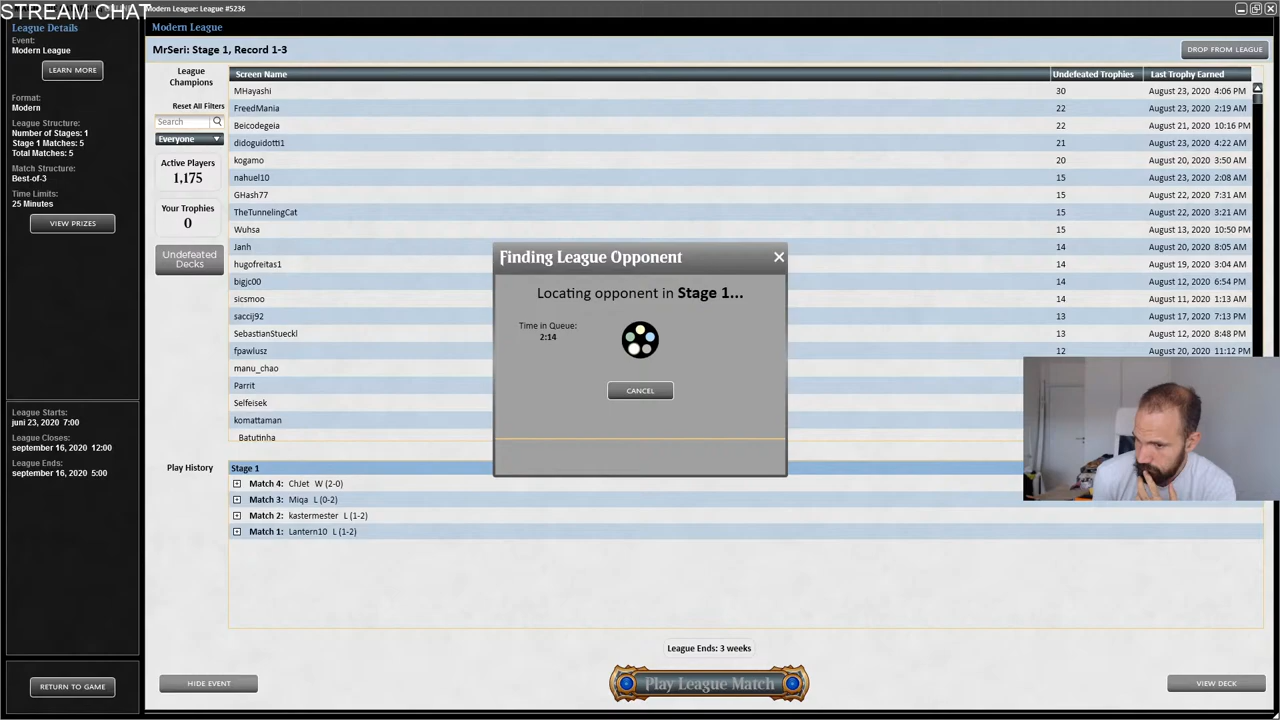 STREAM CHAT
Modern League: League #5236
League Details
Event:
Modern League
LEARN MORE
Format:
Modern
League Structure:
Number of Stages: 1
Stage 1 Matches: 5
Total Matches: 5
Match Structure:
Best-of-3
Time Limits:
25 Minutes
VIEW PRIZES
League Starts:
juni 23, 2020 7:00
League Closes:
september 16, 2020 12:00
League Ends:
september 16, 2020 5:00
RETURN TO GAME
Modern League
MrSeri: Stage 1, Record 1-3
DROP FROM LEAGUE
League Champions
Reset All Filters
Search
Everyone
Active Players
1,175
Your Trophies
0
Undefeated Decks
Screen Name Undefeated Trophies Last Trophy Earned
MHayashi 30 August 23, 2020 4:06 PM
FreedMania 22 August 23, 2020 2:19 AM
Beicodegeia 22 August 21, 2020 10:16 PM
didoguidotti1 21 August 23, 2020 4:22 AM
kogamo 20 August 20, 2020 3:50 AM
nahuel10 15 August 23, 2020 2:08 AM
GHash77 15 August 22, 2020 7:31 AM
TheTunnelingCat 15 August 22, 2020 3:21 AM
Wuhsa 15 August 13, 2020 10:50 PM
Janh 14 August 20, 2020 8:05 AM
hugofreitas1 14 August 19, 2020 3:04 AM
bigjc00 14 August 12, 2020 6:54 PM
sicsmoo 14 August 11, 2020 1:13 AM
saccij92 13 August 17, 2020 7:13 PM
SebastianStueckl 13 August 12, 2020 8:48 PM
fpawlusz 12 August 20, 2020 11:12 PM
manu_chao
Parrit
Selfeisek
komattaman
Batutinha
Finding League Opponent
Locating opponent in Stage 1...
Time in Queue:
2:14
CANCEL
Play History
Stage 1
Match 4: ChJet W (2-0)
Match 3: Miqa L (0-2)
Match 2: kastermester L (1-2)
Match 1: Lantern10 L (1-2)
League Ends: 3 weeks
HIDE EVENT
Play League Match
VIEW DECK